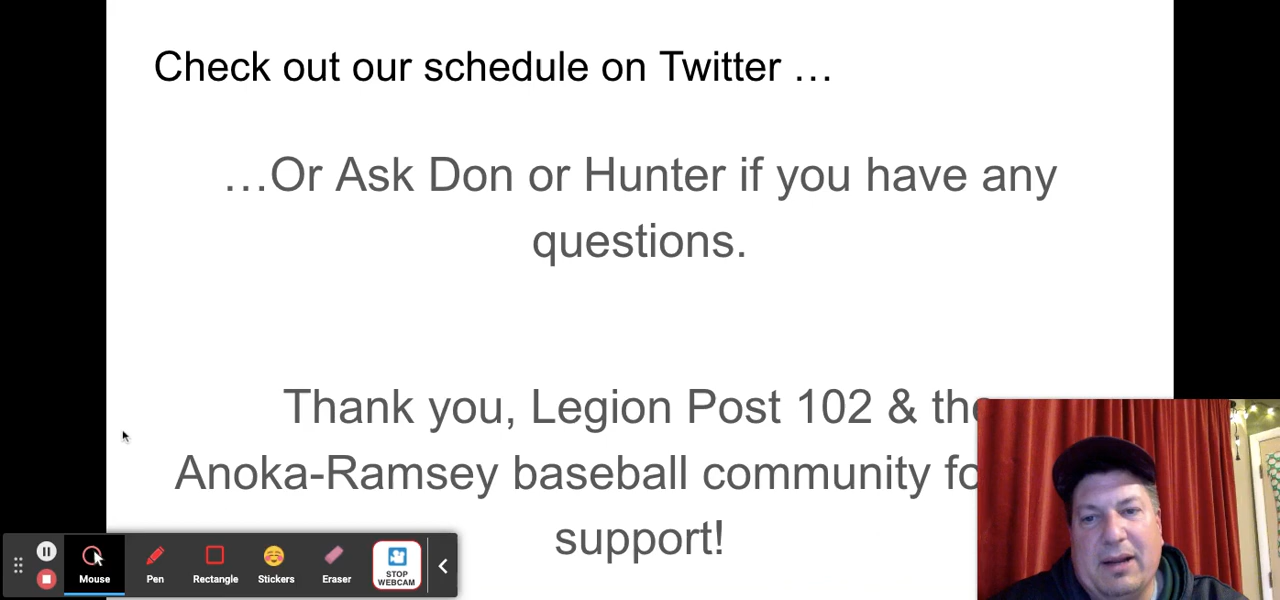 Check out our schedule on Twitter …
…Or Ask Don or Hunter if you have any
questions.
Thank you, Legion Post 102 & the
Anoka-Ramsey baseball community fo
support!
Mouse
Pen
Rectangle
Stickers
Eraser
STOP
WEBCAM